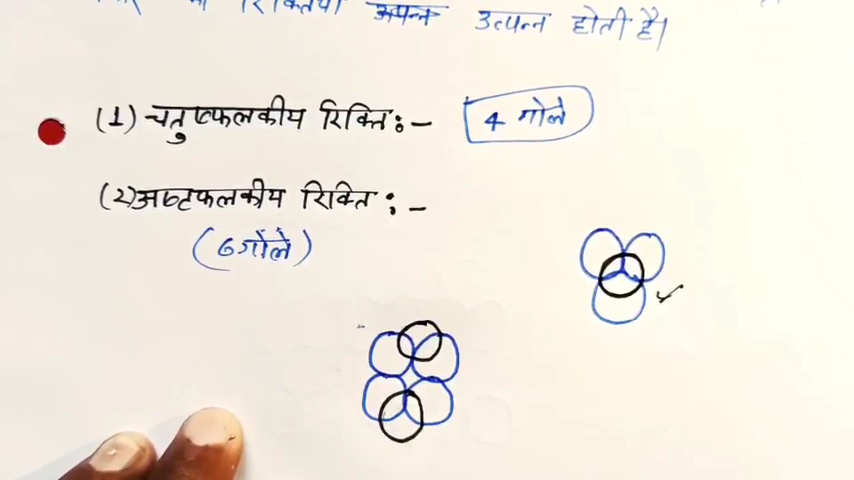 रिक्तियाँ उत्पन्न होती है।
(1) चतुष्फलकीय रिक्ति :- 4 गोले
(2) अष्टफलकीय रिक्ति :-
(6 गोले)